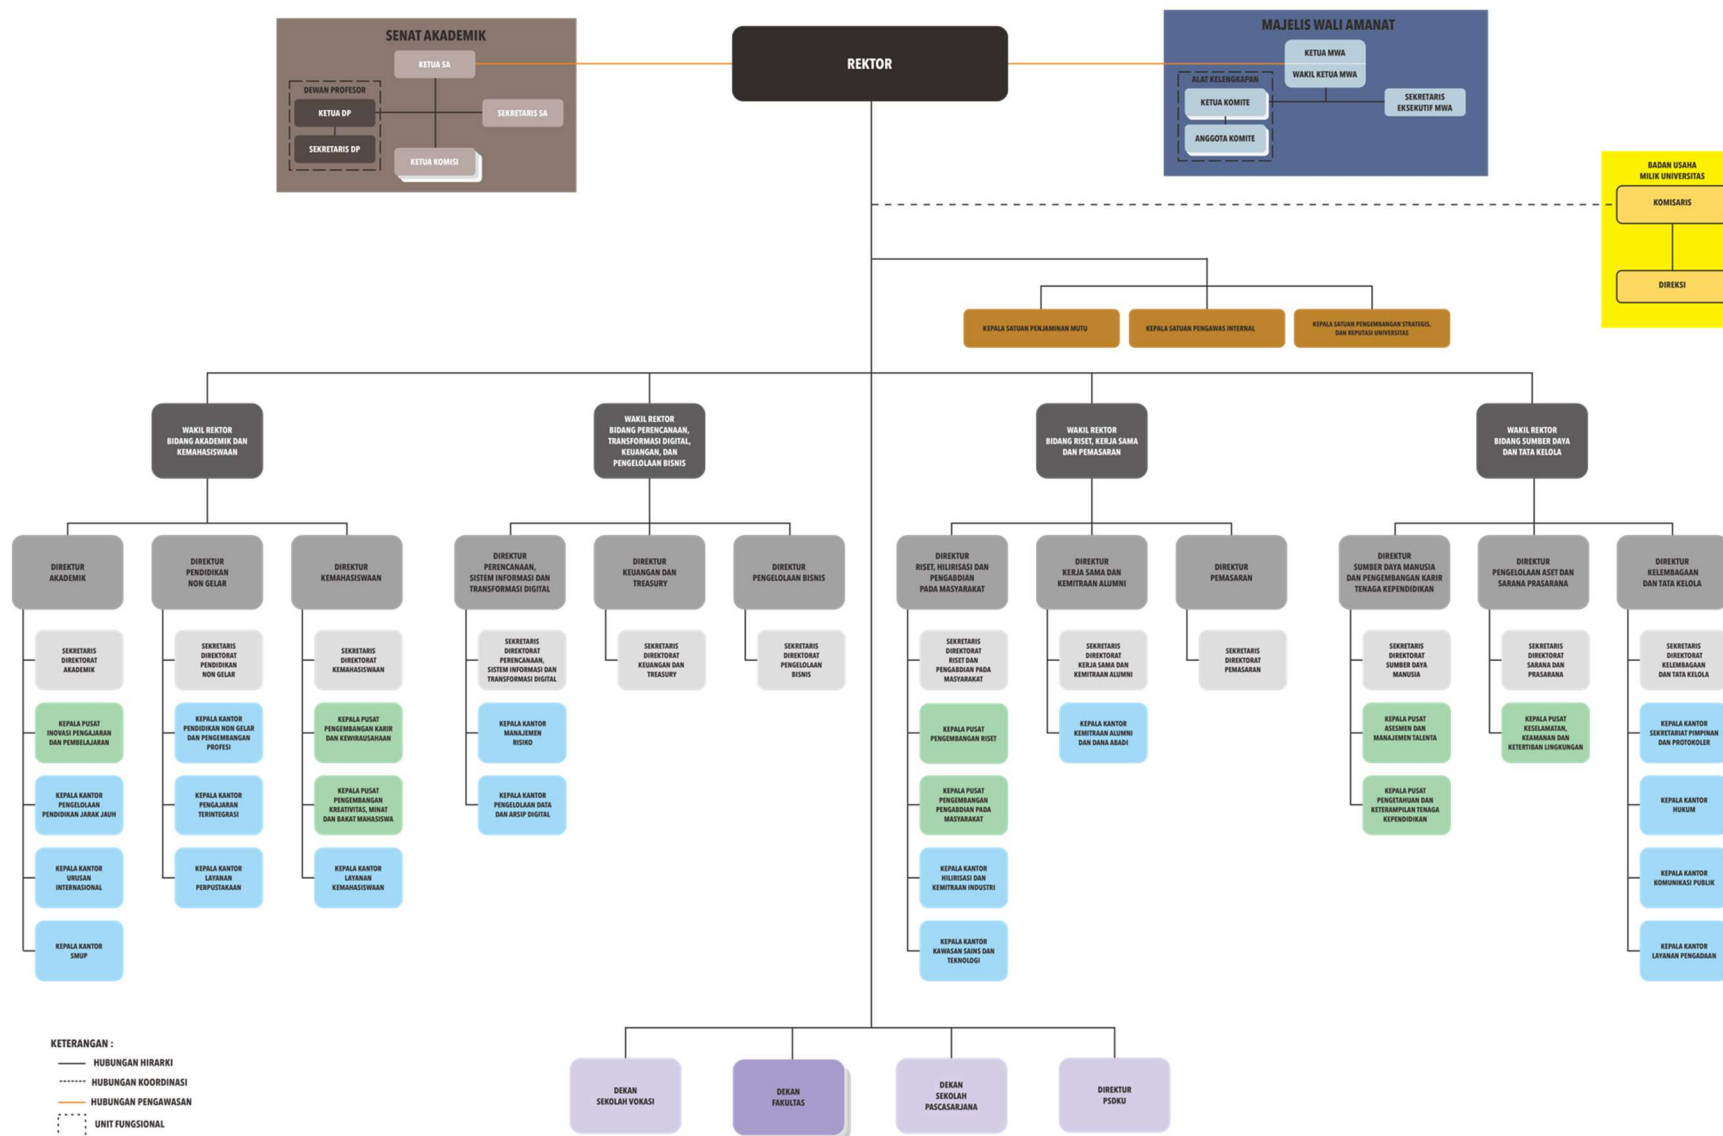 SENAT AKADEMIK
KETUA SA
DEWAN PROFESOR
KETUA DP
SEKRETARIS DP
SEKRETARIS SA
KETUA KOMISI
REKTOR
MAJELIS WALI AMANAT
KETUA MWA
WAKIL KETUA MWA
ALAT KELENGKAPAN
KETUA KOMITE
ANGGOTA KOMITE
SEKRETARIS
EKSEKUTIF MWA
BADAN USAHA
MILIK UNIVERSITAS
KOMISARIS
DIREKSI
KEPALA SATUAN PENJAMINAN MUTU
KEPALA SATUAN PENGAWAS INTERNAL
KEPALA SATUAN PENGEMBANGAN STRATEGIS,
DAN REPUTASI UNIVERSITAS
WAKIL REKTOR
BIDANG AKADEMIK DAN
KEMAHASISWAAN
WAKIL REKTOR
BIDANG PERENCANAAN,
TRANSFORMASI DIGITAL,
KEUANGAN, DAN
PENGELOLAAN BISNIS
WAKIL REKTOR
BIDANG RISET, KERJA SAMA
DAN PEMASARAN
WAKIL REKTOR
BIDANG SUMBER DAYA
DAN TATA KELOLA
DIREKTUR
AKADEMIK
DIREKTUR
PENDIDIKAN
NON GELAR
DIREKTUR
KEMAHASISWAAN
DIREKTUR
PERENCANAAN,
SISTEM INFORMASI DAN
TRANSFORMASI DIGITAL
DIREKTUR
KEUANGAN DAN
TREASURY
DIREKTUR
PENGELOLAAN BISNIS
DIREKTUR
RISET, HILIRISASI DAN
PENGABDIAN
PADA MASYARAKAT
DIREKTUR
KERJA SAMA DAN
KEMITRAAN ALUMNI
DIREKTUR
PEMASARAN
DIREKTUR
SUMBER DAYA MANUSIA
DAN PENGEMBANGAN KARIR
TENAGA KEPENDIDIKAN
DIREKTUR
PENGELOLAAN ASET DAN
SARANA PRASARANA
DIREKTUR
KELEMBAGAAN
DAN TATA KELOLA
SEKRETARIS
DIREKTORAT
AKADEMIK
SEKRETARIS
DIREKTORAT
PENDIDIKAN
NON GELAR
SEKRETARIS
DIREKTORAT
KEMAHASISWAAN
SEKRETARIS
DIREKTORAT
PERENCANAAN,
SISTEM INFORMASI DAN
TRANSFORMASI DIGITAL
SEKRETARIS
DIREKTORAT
KEUANGAN DAN
TREASURY
SEKRETARIS
DIREKTORAT
PENGELOLAAN
BISNIS
SEKRETARIS
DIREKTORAT
RISET DAN
PENGABDIAN PADA
MASYARAKAT
SEKRETARIS
DIREKTORAT
KERJA SAMA DAN
KEMITRAAN ALUMNI
SEKRETARIS
DIREKTORAT
PEMASARAN
SEKRETARIS
DIREKTORAT
SUMBER DAYA
MANUSIA
SEKRETARIS
DIREKTORAT
SARANA DAN
PRASARANA
SEKRETARIS
DIREKTORAT
KELEMBAGAAN
DAN TATA KELOLA
KEPALA PUSAT
INOVASI PENGAJARAN
DAN PEMBELAJARAN
KEPALA KANTOR
PENDIDIKAN NON GELAR
DAN PENGEMBANGAN
PROFESI
KEPALA PUSAT
PENGEMBANGAN KARIR
DAN KEWIRAUSAHAAN
KEPALA KANTOR
MANAJEMEN
RISIKO
KEPALA PUSAT
PENGEMBANGAN RISET
KEPALA KANTOR
KEMITRAAN ALUMNI
DAN DANA ABADI
KEPALA PUSAT
ASESMEN DAN
MANAJEMEN TALENTA
KEPALA PUSAT
KESELAMATAN,
KEAMANAN DAN
KETERTIBAN LINGKUNGAN
KEPALA KANTOR
SEKRETARIAT PIMPINAN
DAN PROTOKOLER
KEPALA KANTOR
PENGELOLAAN
PENDIDIKAN JARAK JAUH
KEPALA KANTOR
PENGAJARAN
TERINTEGRASI
KEPALA PUSAT
PENGEMBANGAN
KREATIVITAS, MINAT
DAN BAKAT MAHASISWA
KEPALA KANTOR
PENGELOLAAN DATA
DAN ARSIP DIGITAL
KEPALA PUSAT
PENGEMBANGAN
PENGABDIAN PADA
MASYARAKAT
KEPALA PUSAT
PENGETAHUAN DAN
KETERAMPILAN TENAGA
KEPENDIDIKAN
KEPALA KANTOR
HUKUM
KEPALA KANTOR
URUSAN
INTERNASIONAL
KEPALA KANTOR
LAYANAN
PERPUSTAKAAN
KEPALA KANTOR
LAYANAN
KEMAHASISWAAN
KEPALA KANTOR
HILIRISASI DAN
KEMITRAAN INDUSTRI
KEPALA KANTOR
KOMUNIKASI PUBLIK
KEPALA KANTOR
SMUP
KEPALA KANTOR
KAWASAN SAINS DAN
TEKNOLOGI
KEPALA KANTOR
LAYANAN PENGADAAN
KETERANGAN :
HUBUNGAN HIRARKI
HUBUNGAN KOORDINASI
HUBUNGAN PENGAWASAN
UNIT FUNGSIONAL
DEKAN
SEKOLAH VOKASI
DEKAN
FAKULTAS
DEKAN
SEKOLAH
PASCASARJANA
DIREKTUR
PSDKU